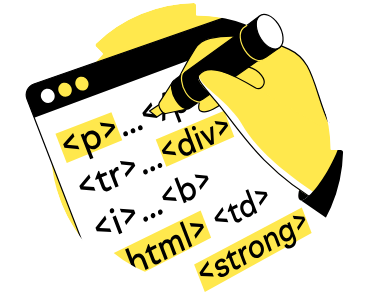 <p>...
<tr>...<div>
<i>...<b>
html> <td>
<strong>